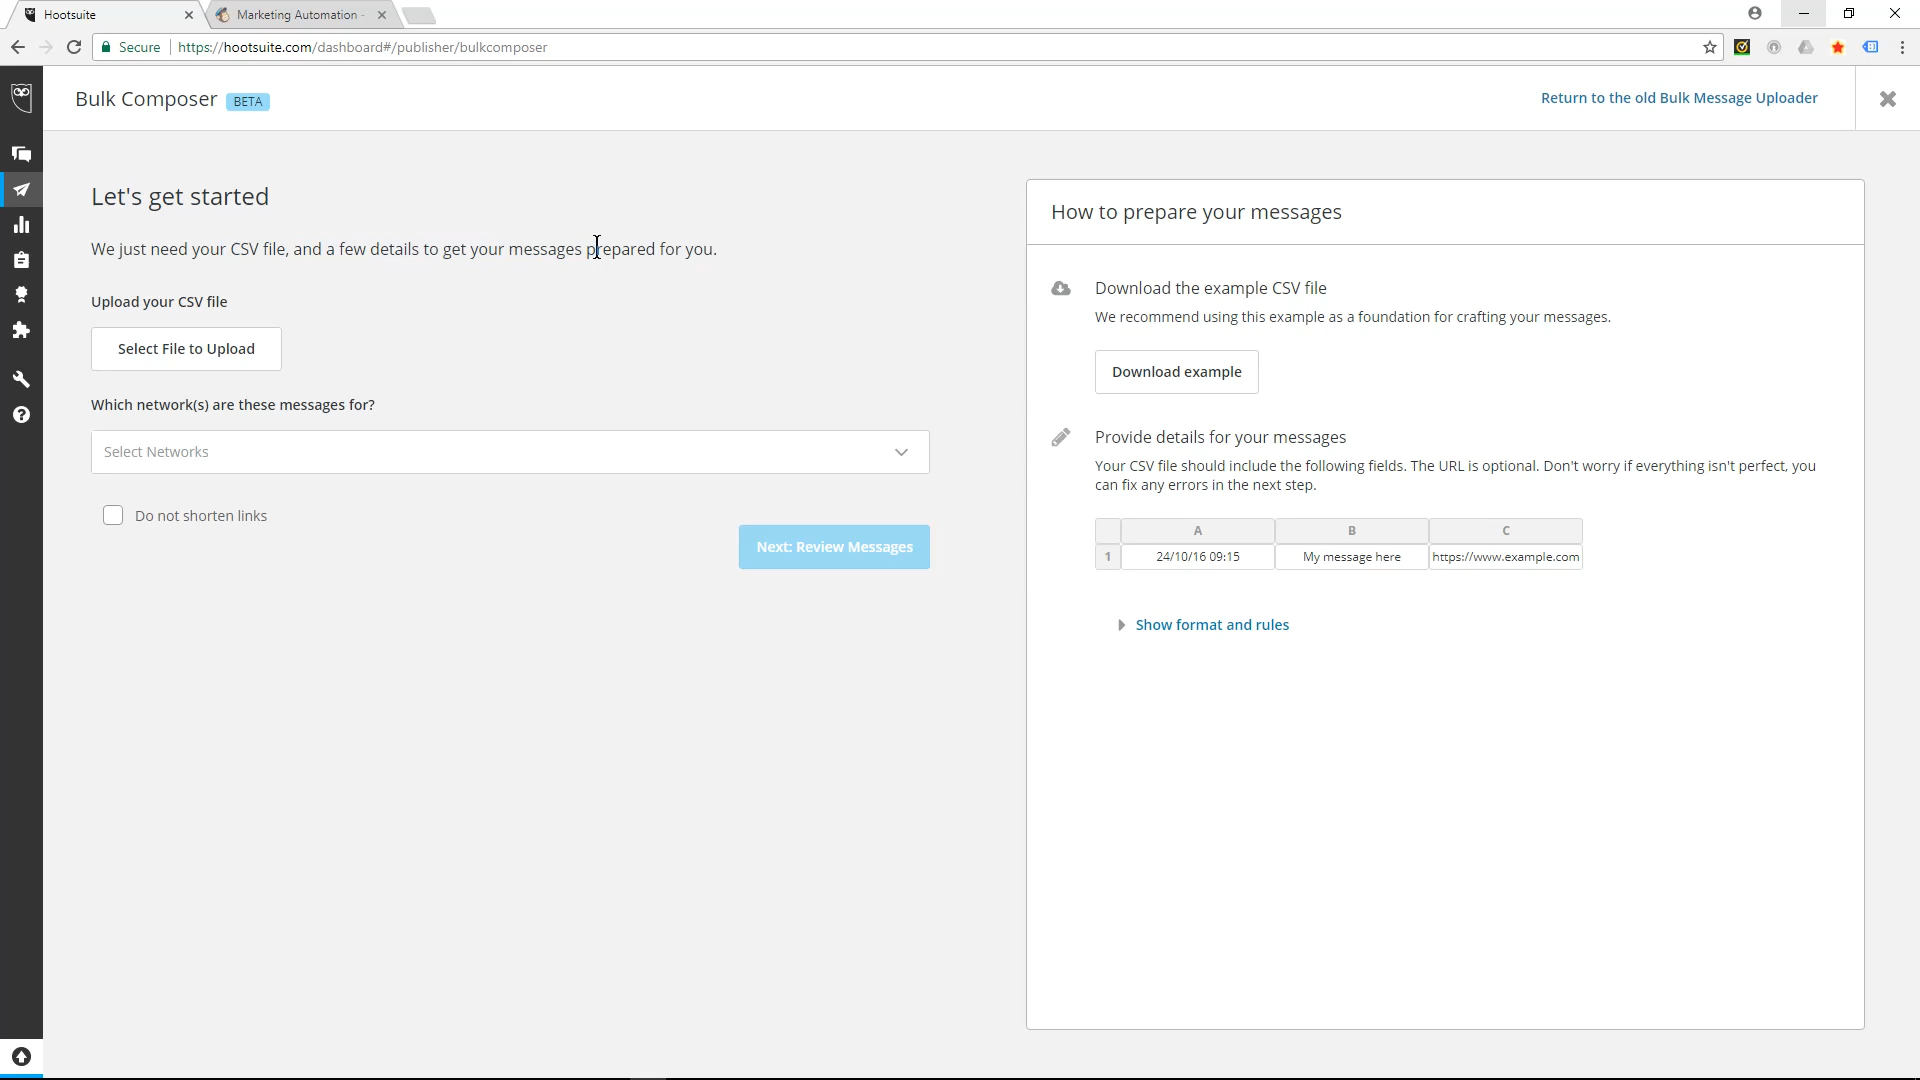 Hootsuite
Marketing Automation -
Secure
https://hootsuite.com/dashboard#/publisher/bulkcomposer
Bulk Composer BETA
Return to the old Bulk Message Uploader
Let's get started
We just need your CSV file, and a few details to get your messages prepared for you.
Upload your CSV file
Select File to Upload
Which network(s) are these messages for?
Select Networks
Do not shorten links
Next: Review Messages
How to prepare your messages
Download the example CSV file
We recommend using this example as a foundation for crafting your messages.
Download example
Provide details for your messages
Your CSV file should include the following fields. The URL is optional. Don't worry if everything isn't perfect, you
can fix any errors in the next step.
A B C
1 24/10/16 09:15 My message here https://www.example.com
Show format and rules